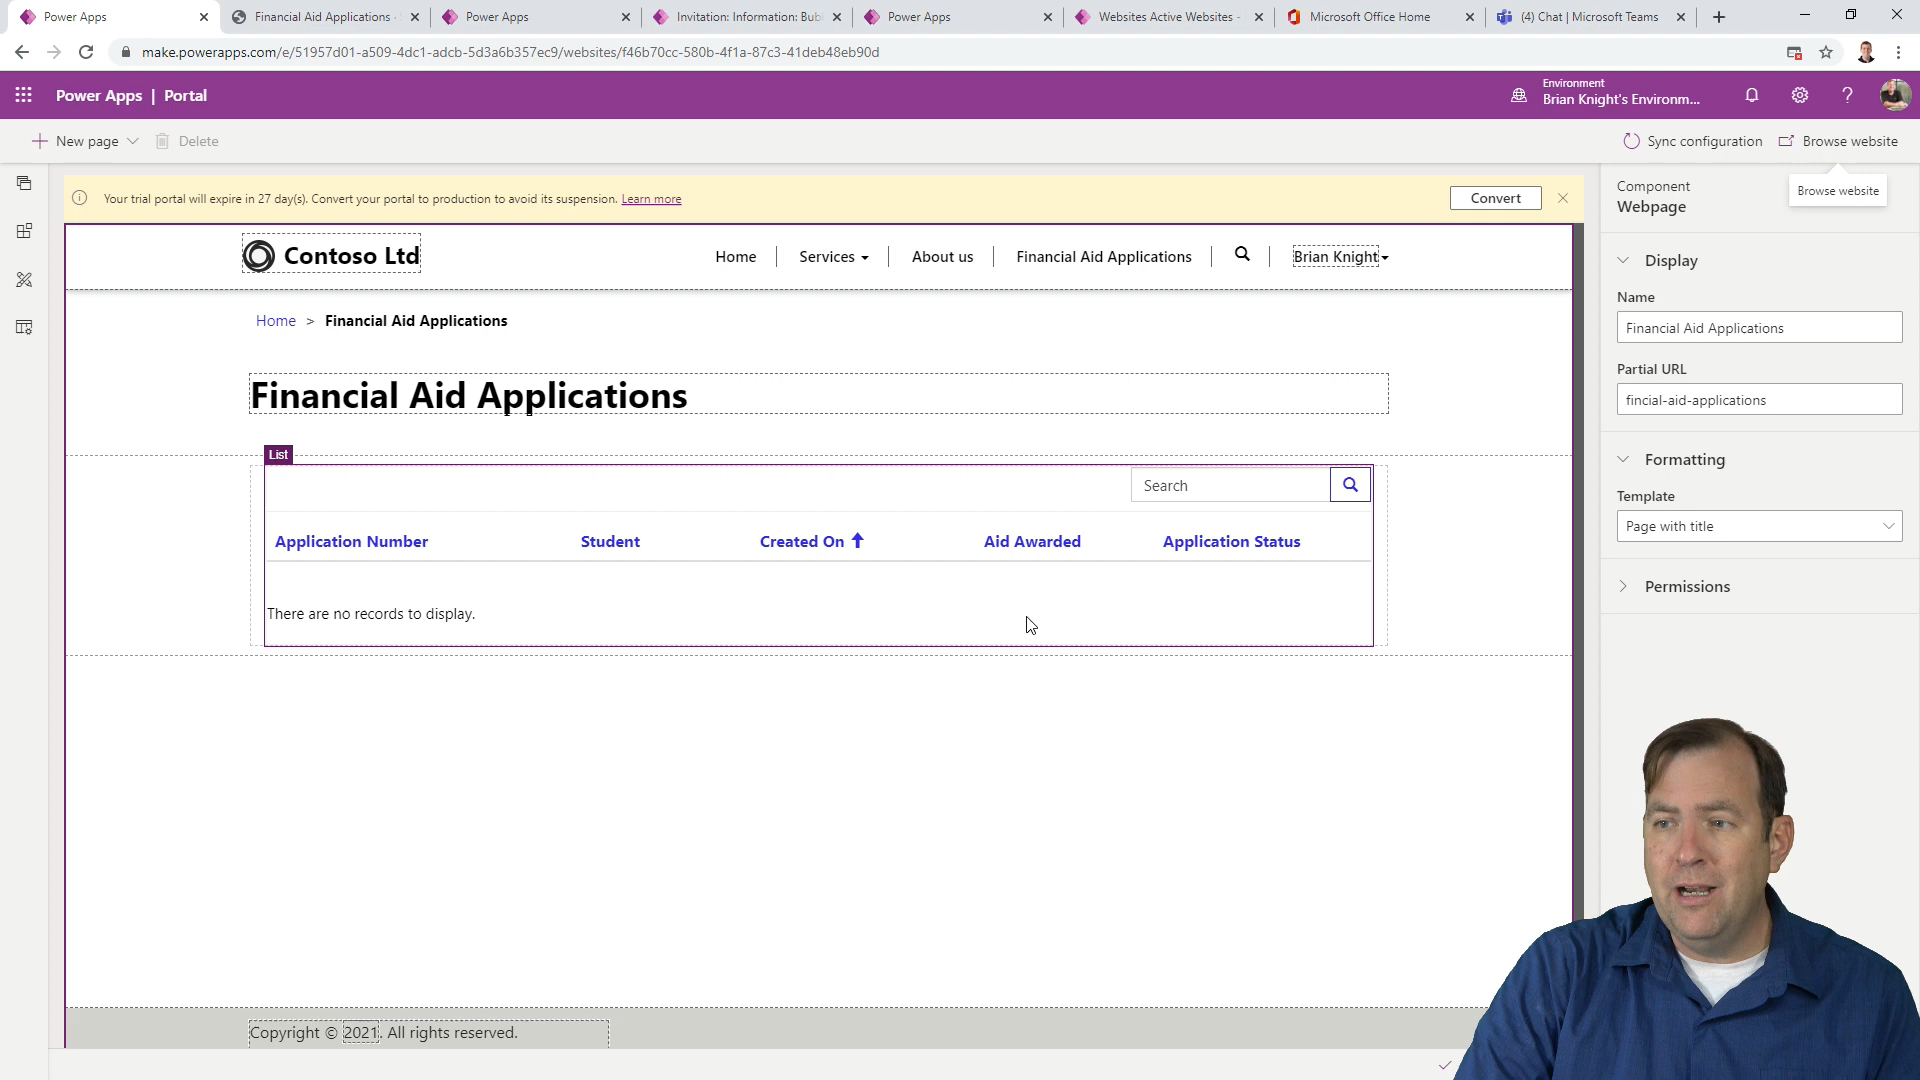 Power Apps
Financial Aid Applications
Power Apps
Invitation: Information: Bub
Power Apps
Websites Active Websites -
Microsoft Office Home
(4) Chat | Microsoft Teams
make.powerapps.com/e/51957d01-a509-4dc1-adcb-5d3a6b357ec9/websites/f46b70cc-580b-4f1a-87c3-41deb48eb90d
Power Apps | Portal
Environment
Brian Knight's Environm...
New page
Delete
Sync configuration
Browse website
Your trial portal will expire in 27 day(s). Convert your portal to production to avoid its suspension. Learn more
Convert
Browse website
Component
Webpage
Contoso Ltd
Home
Services
About us
Financial Aid Applications
Brian Knight
Home > Financial Aid Applications
Financial Aid Applications
List
Search
Application Number
Student
Created On
Aid Awarded
Application Status
There are no records to display.
Copyright © 2021. All rights reserved.
Display
Name
Financial Aid Applications
Partial URL
fincial-aid-applications
Formatting
Template
Page with title
Permissions